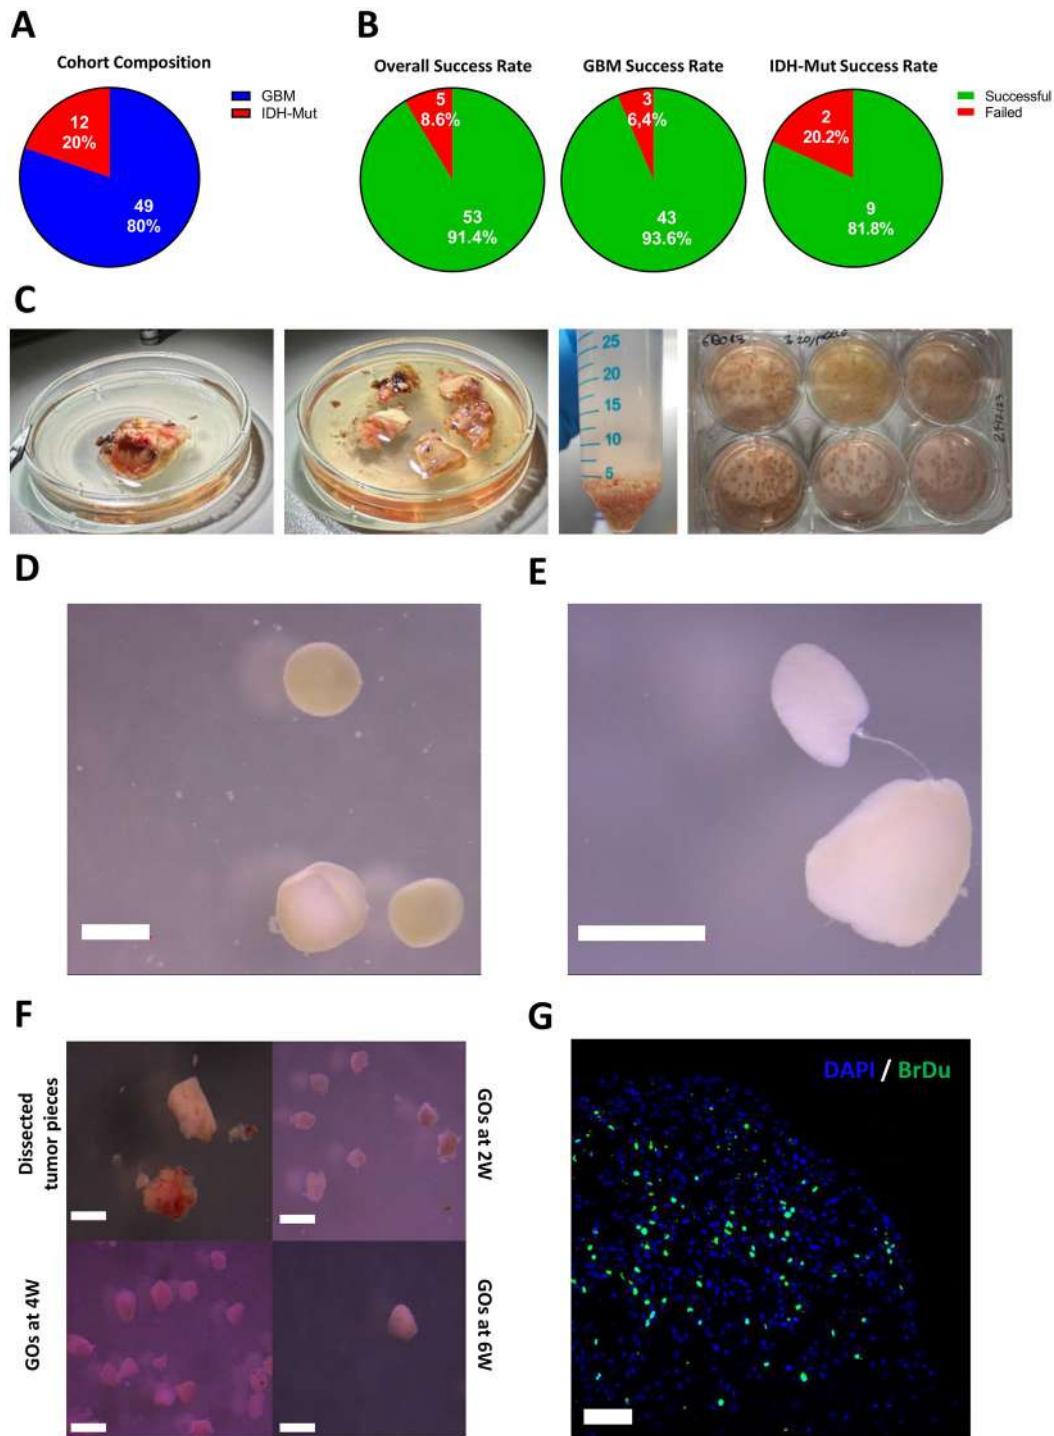 A
Cohort Composition
GBM
IDH-Mut
12
20%
49
80%
B
Overall Success Rate
GBM Success Rate
IDH-Mut Success Rate
Successful
Failed
5
8.6%
53
91.4%
3
6,4%
43
93.6%
2
20.2%
9
81.8%
C
25
20
15
10
5
D
E
F
Dissected
tumor pieces
GOs at 2W
GOs at 4W
GOs at 6W
G
DAPI / BrDu